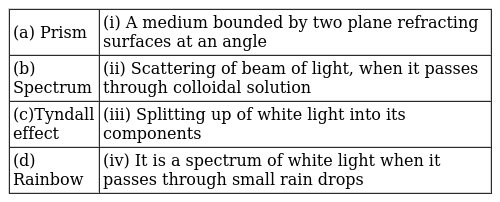 (a) Prism
(i) A medium bounded by two plane refracting
surfaces at an angle
(b)
Spectrum
(ii) Scattering of beam of light, when it passes
through colloidal solution
(c)Tyndall
effect
(iii) Splitting up of white light into its
components
(d)
Rainbow
(iv) It is a spectrum of white light when it
passes through small rain drops